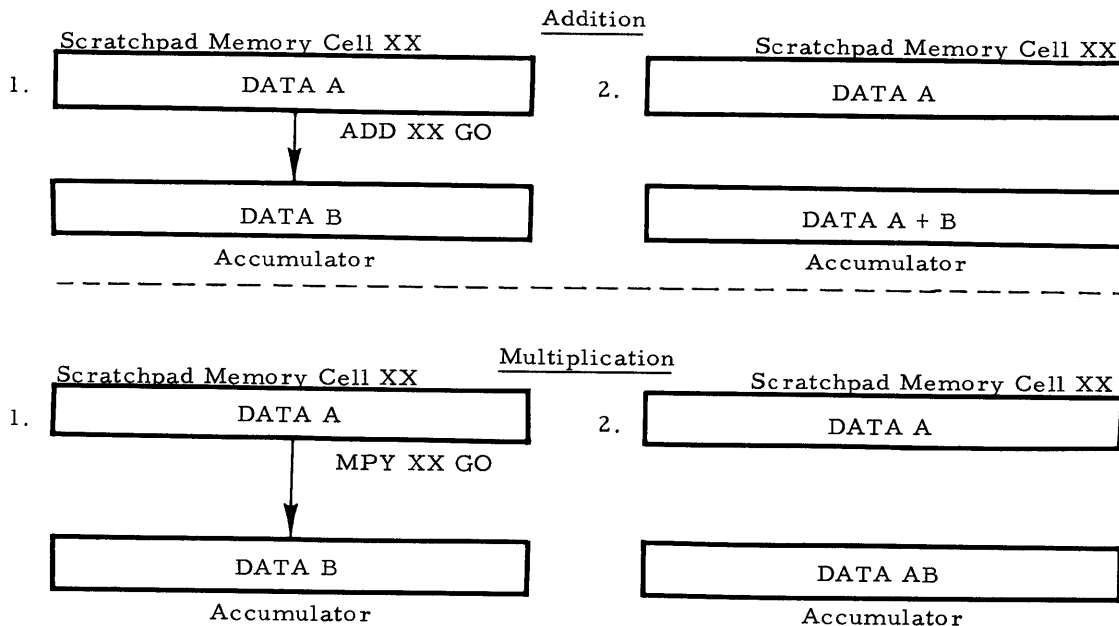 Addition
Scratchpad Memory Cell XX
Scratchpad Memory Cell XX
1.
DATA A
2.
DATA A
ADD XX GO
DATA B
DATA A + B
Accumulator
Accumulator
Multiplication
Scratchpad Memory Cell XX
Scratchpad Memory Cell XX
1.
DATA A
2.
DATA A
MPY XX GO
DATA B
DATA AB
Accumulator
Accumulator